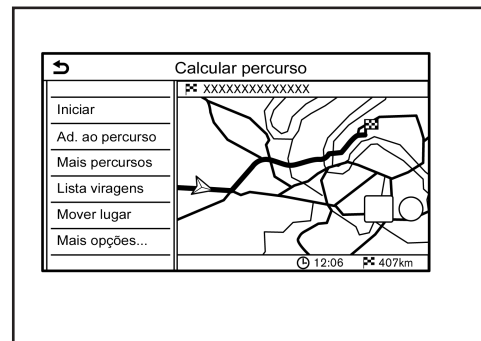 Calcular percurso
XXXXXXXXXXXXXX
Iniciar
Ad. ao percurso
Mais percursos
Lista viragens
Mover lugar
Mais opções...
12:06 407km